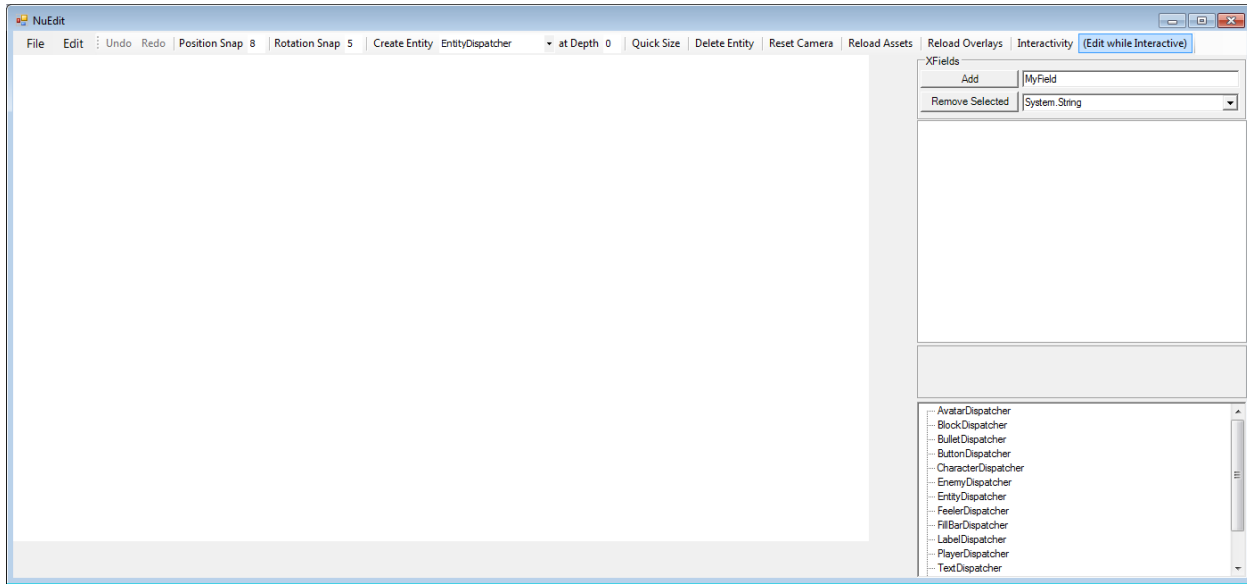 NuEdit
File Edit Undo Redo Position Snap 8 Rotation Snap 5 Create Entity EntityDispatcher at Depth 0 Quick Size Delete Entity Reset Camera Reload Assets Reload Overlays Interactivity (Edit while Interactive)
XFields
Add MyField
Remove Selected System.String
AvatarDispatcher
BlockDispatcher
BulletDispatcher
ButtonDispatcher
CharacterDispatcher
EnemyDispatcher
EntityDispatcher
FeelerDispatcher
FillBarDispatcher
LabelDispatcher
PlayerDispatcher
TextDispatcher